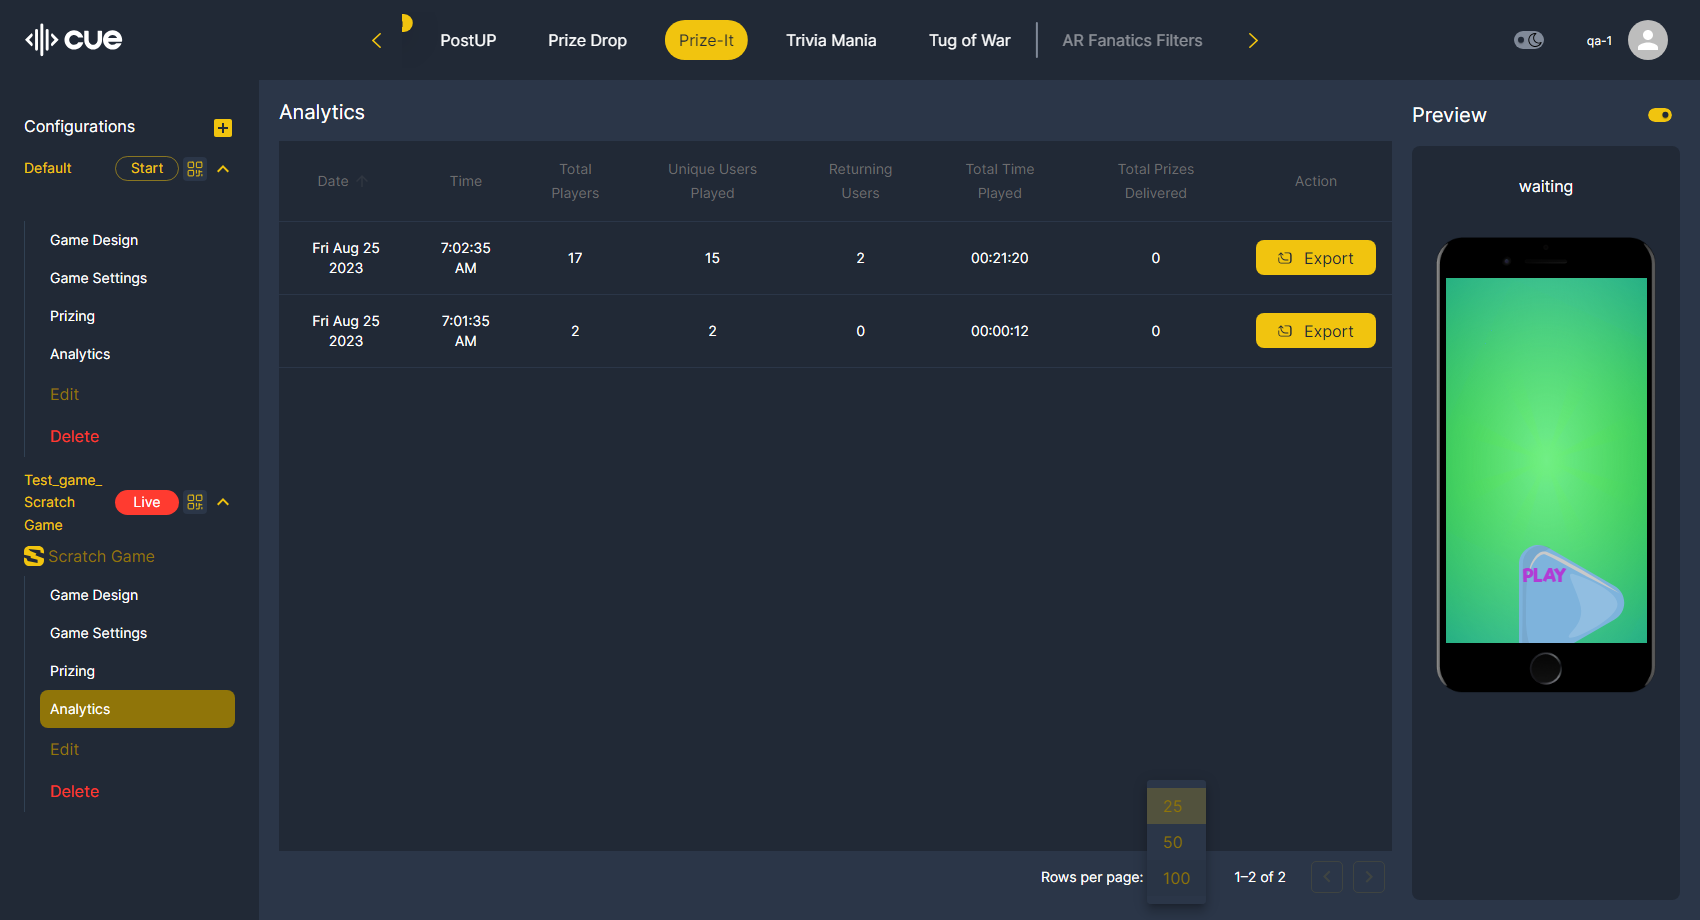 cue
PostUP
Prize Drop
Prize-It
Trivia Mania
Tug of War
AR Fanatics Filters
qa-1
Configurations
Default
Start
Game Design
Game Settings
Prizing
Analytics
Edit
Delete
Test_game_
Scratch
Game
Live
Scratch Game
Game Design
Game Settings
Prizing
Analytics
Edit
Delete
Analytics
Date
Time
Total
Players
Unique Users
Played
Returning
Users
Total Time
Played
Total Prizes
Delivered
Action
Fri Aug 25
2023
7:02:35
AM
17
15
2
00:21:20
0
Export
Fri Aug 25
2023
7:01:35
AM
2
2
0
00:00:12
0
Export
Rows per page:
25
50
100
1–2 of 2
Preview
waiting
PLAY